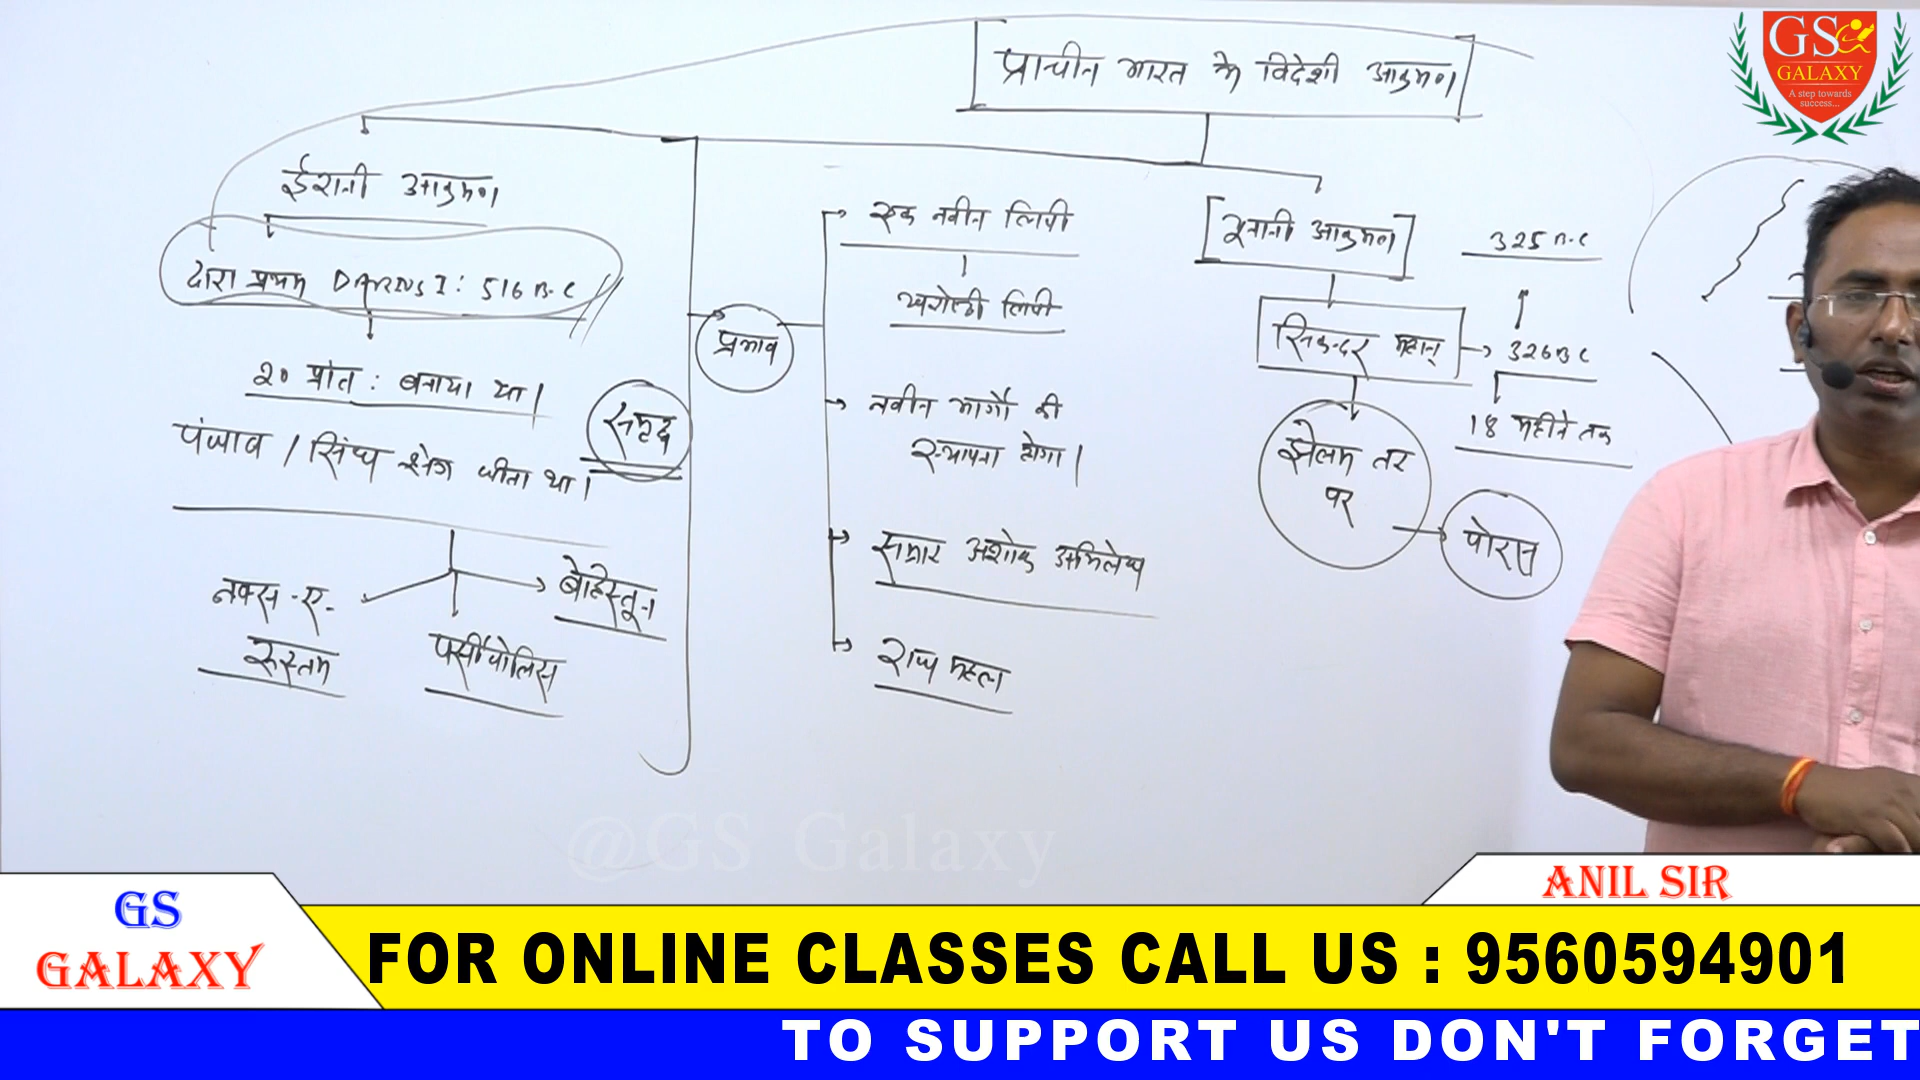 प्राचीन भारत के विदेशी आक्रमण
ईरानी आक्रमण
दारा प्रथम DARIUS I : 516 B.C
20 प्रांत : बनाया था।
पंजाब / सिंध क्षेत्र जीता था।
समृद्ध
नक्स-ए-
रुस्तम
पर्सीपोलिस
बेहिस्तून
प्रभाव
एक नवीन लिपी
खरोष्ठी लिपी
नवीन मार्गो की
स्थापना होगा।
सम्राट अशोक अभिलेख
राज महल
यूनानी आक्रमण
सिकन्दर महान्
326 B C
325 B.C
18 महीने तक
झेलम तट
पर
पोरस
GS
GALAXY
A step towards
success...
@GS Galaxy
ANIL SIR
GS
GALAXY
FOR ONLINE CLASSES CALL US : 9560594901
TO SUPPORT US DON'T FORGET